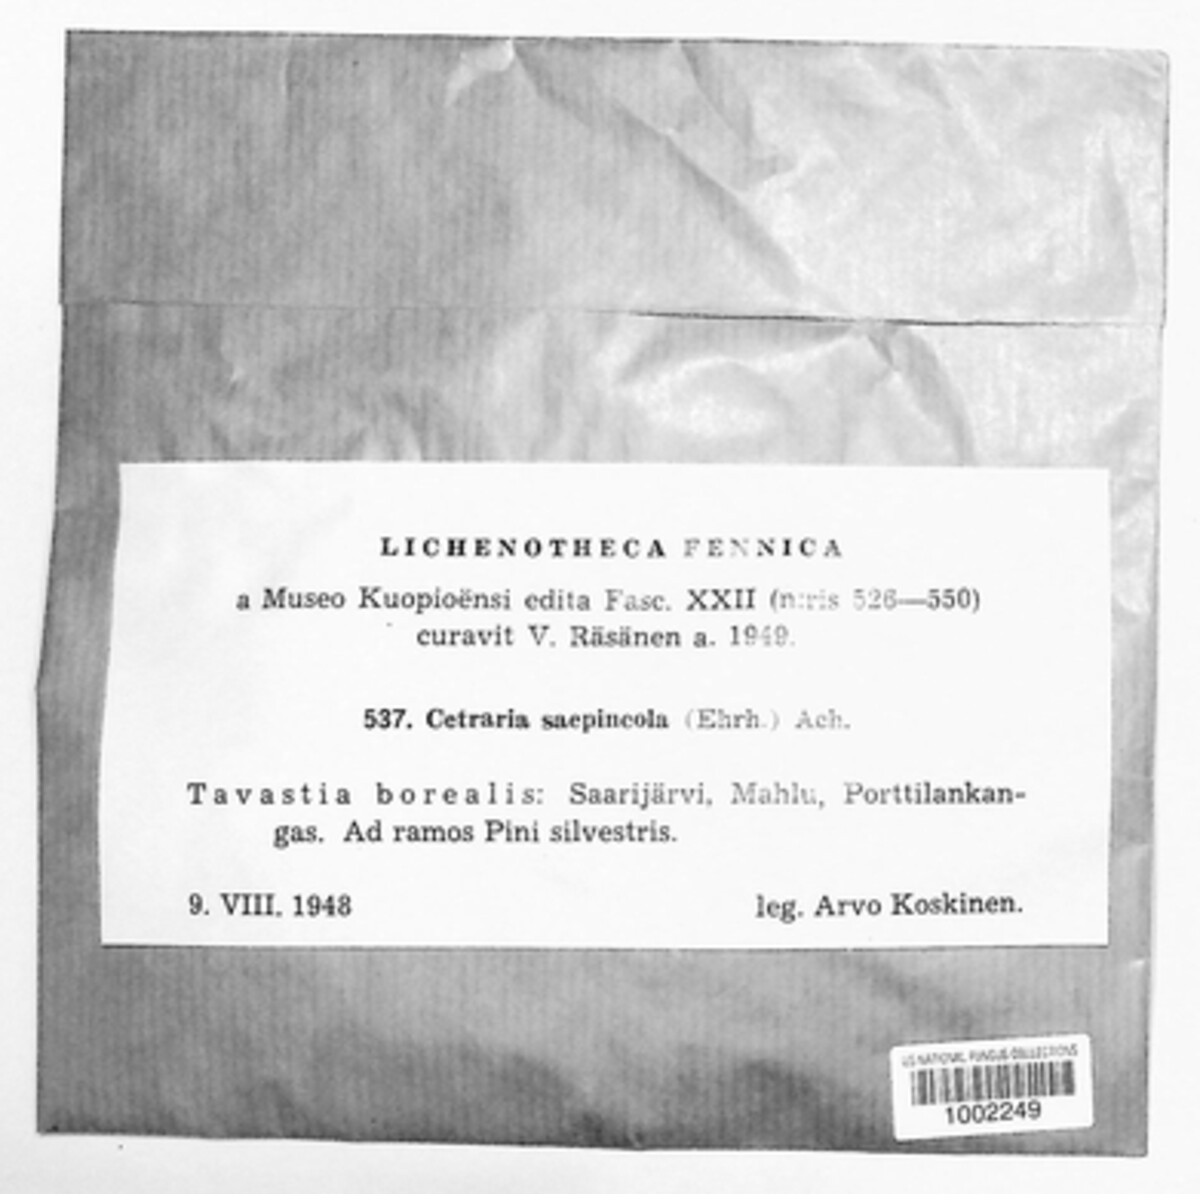 LICHENOTHECA FENNICA
a Museo Kuopioënsi edita Fasc. XXII (n:ris 526—550)
curavit V. Räsänen a. 1949.
537. Cetraria saepincola (Ehrh.) Ach.
Tavastia borealis: Saarijärvi, Mahlu, Porttilankan-
gas. Ad ramos Pini silvestris.
9. VIII. 1948 leg. Arvo Koskinen.
US NATIONAL FUNGUS COLLECTIONS
1002249